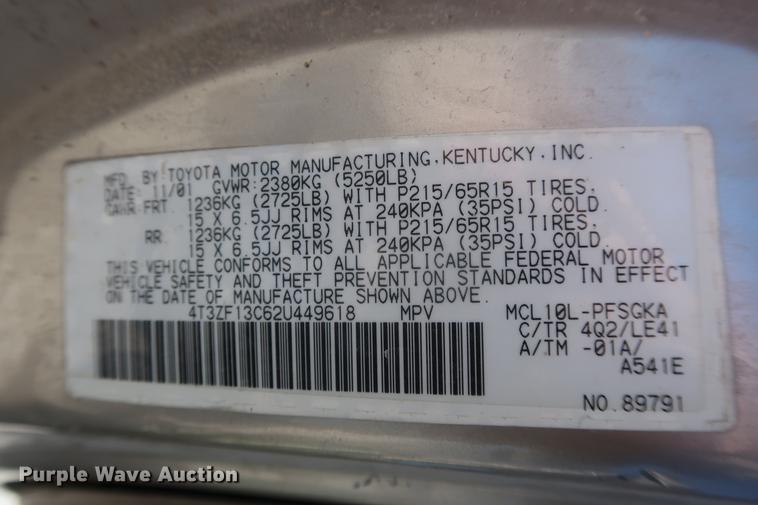 MFD. BY TOYOTA MOTOR MANUFACTURING, KENTUCKY, INC.
DATE: 11/01 GVWR:2380KG (5250LB)
GAWR:FRT. 1236KG (2725LB) WITH P215/65R15 TIRES.
15 X 6.5JJ RIMS AT 240KPA (35PSI) COLD.
RR. 1236KG (2725LB) WITH P215/65R15 TIRES.
15 X 6.5JJ RIMS AT 240KPA (35PSI) COLD.
THIS VEHICLE CONFORMS TO ALL APPLICABLE FEDERAL MOTOR
VEHICLE SAFETY AND THEFT PREVENTION STANDARDS IN EFFECT
ON THE DATE OF MANUFACTURE SHOWN ABOVE.
4T3ZF13C62U449618 MPV MCL10L-PFSGKA
C/TR 4Q2/LE41
A/TM -01A/
A541E
NO.89791
Purple Wave Auction